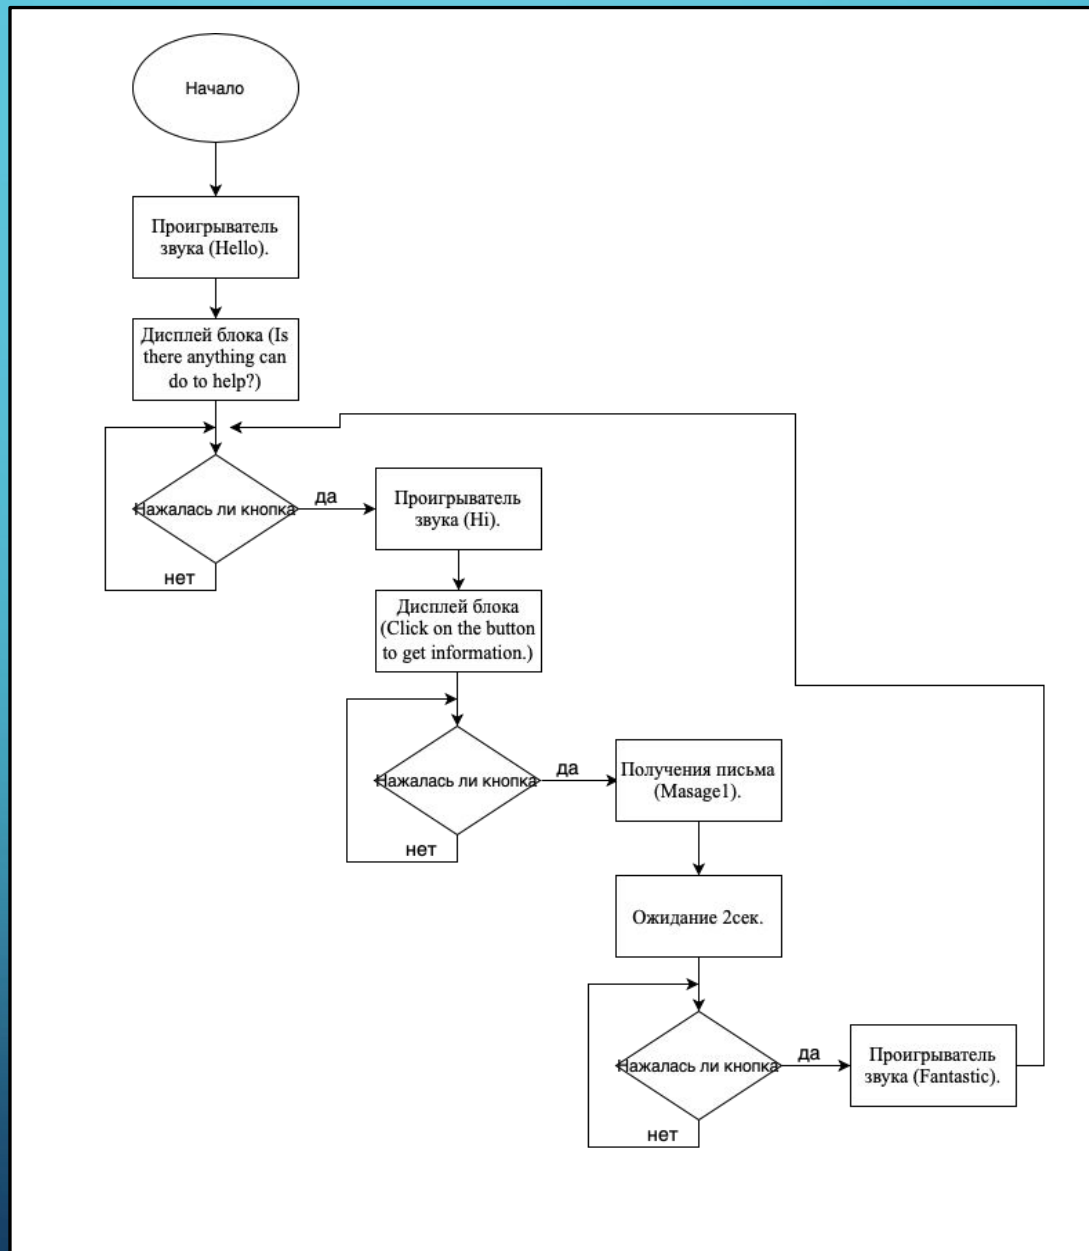 Начало
Проигрыватель
звука (Hello).
Дисплей блока (Is
there anything can
do to help?)
Нажалась ли кнопка
да
нет
Проигрыватель
звука (Hi).
Дисплей блока
(Click on the button
to get information.)
Нажалась ли кнопка
да
нет
Получения письма
(Masage1).
Ожидание 2сек.
Нажалась ли кнопка
да
нет
Проигрыватель
звука (Fantastic).